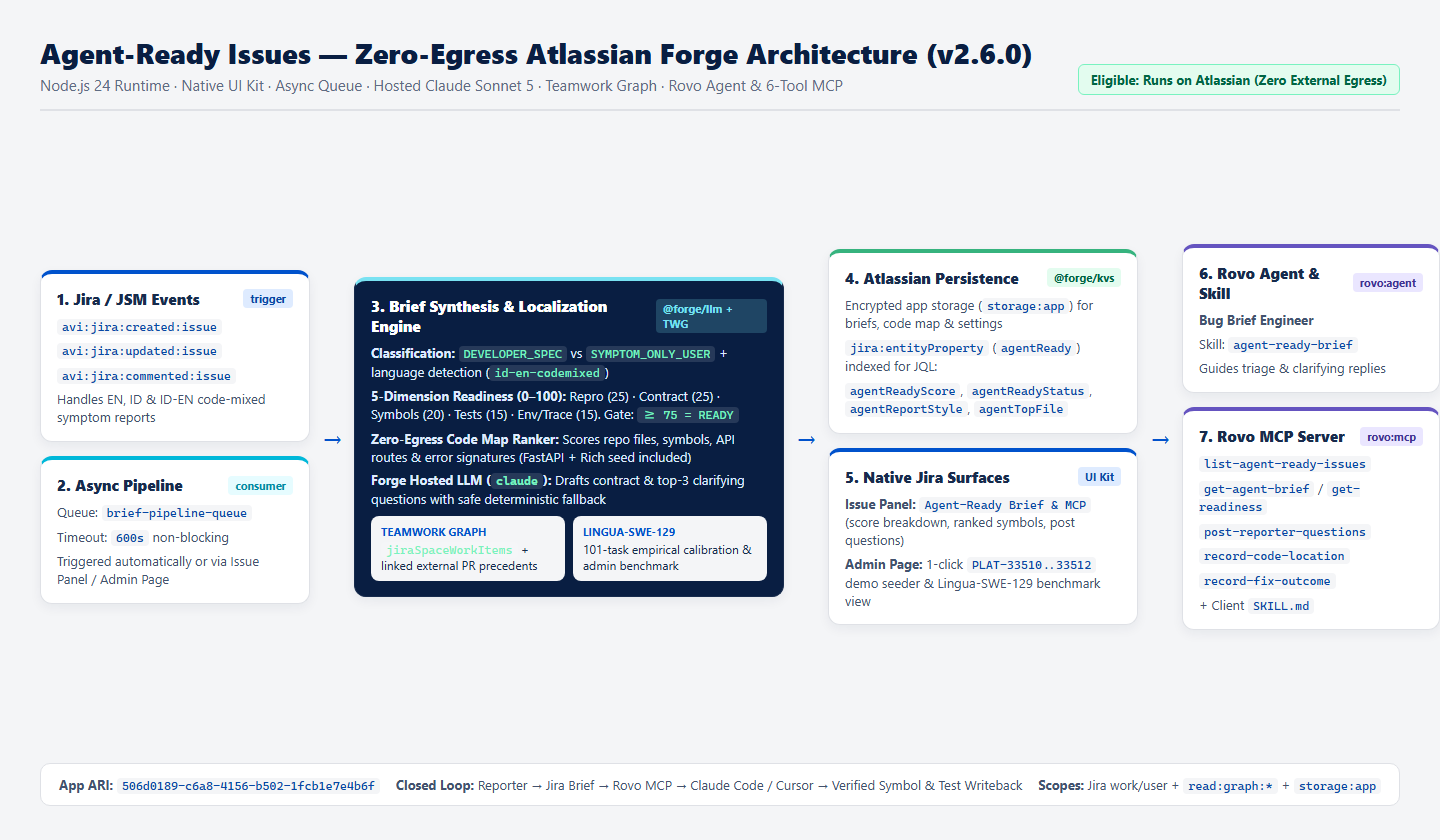 Agent-Ready Issues — Zero-Egress Atlassian Forge Architecture (v2.6.0)
Node.js 24 Runtime · Native UI Kit · Async Queue · Hosted Claude Sonnet 5 · Teamwork Graph · Rovo Agent & 6-Tool MCP
Eligible: Runs on Atlassian (Zero External Egress)
1. Jira / JSM Events
trigger
avi:jira:created:issue
avi:jira:updated:issue
avi:jira:commented:issue
Handles EN, ID & ID-EN code-mixed
symptom reports
2. Async Pipeline
consumer
Queue: brief-pipeline-queue
Timeout: 600s non-blocking
Triggered automatically or via Issue
Panel / Admin Page
→
3. Brief Synthesis & Localization
Engine
@forge/llm +
TWG
Classification: DEVELOPER_SPEC vs SYMPTOM_ONLY_USER +
language detection ( id-en-codemixed )
5-Dimension Readiness (0–100): Repro (25) · Contract (25) ·
Symbols (20) · Tests (15) · Env/Trace (15). Gate: ≥ 75 = READY
Zero-Egress Code Map Ranker: Scores repo files, symbols, API
routes & error signatures (FastAPI + Rich seed included)
Forge Hosted LLM ( claude ): Drafts contract & top-3 clarifying
questions with safe deterministic fallback
TEAMWORK GRAPH
jiraSpaceWorkItems +
linked external PR precedents
LINGUA-SWE-129
101-task empirical calibration &
admin benchmark
→
4. Atlassian Persistence
@forge/kvs
Encrypted app storage ( storage:app ) for
briefs, code map & settings
jira:entityProperty ( agentReady )
indexed for JQL:
agentReadyScore , agentReadyStatus ,
agentReportStyle , agentTopFile
5. Native Jira Surfaces
UI Kit
Issue Panel: Agent-Ready Brief & MCP
(score breakdown, ranked symbols, post
questions)
Admin Page: 1-click PLAT-33510..33512
demo seeder & Lingua-SWE-129 benchmark
view
→
6. Rovo Agent &
Skill
rovo:agent
Bug Brief Engineer
Skill: agent-ready-brief
Guides triage & clarifying replies
7. Rovo MCP Server
rovo:mcp
list-agent-ready-issues
get-agent-brief / get-
readiness
post-reporter-questions
record-code-location
record-fix-outcome
+ Client SKILL.md
App ARI: 506d0189-c6a8-4156-b502-1fcb1e7e4b6f
Closed Loop: Reporter → Jira Brief → Rovo MCP → Claude Code / Cursor → Verified Symbol & Test Writeback
Scopes: Jira work/user + read:graph:* + storage:app